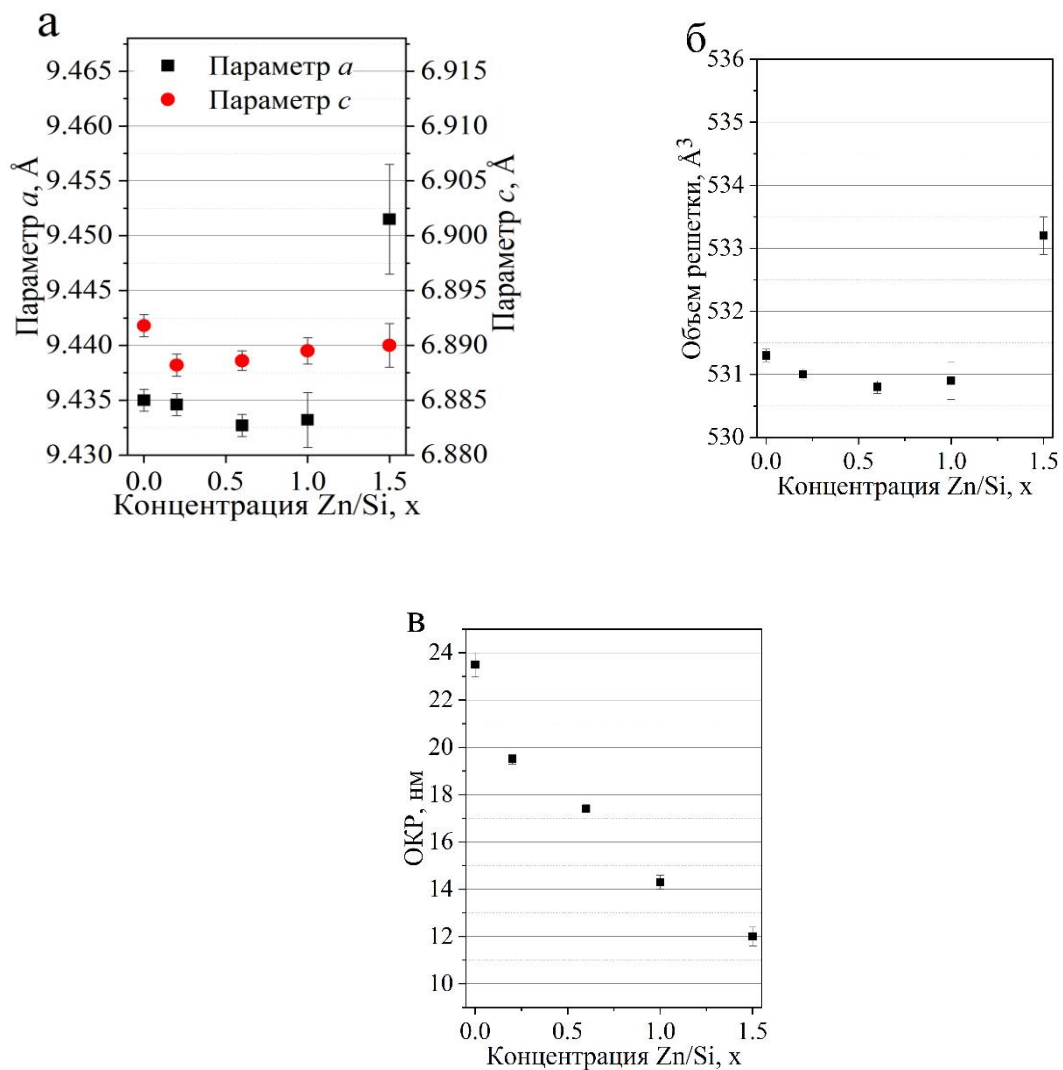 а
Параметр a
Параметр c
9.465
9.460
9.455
9.450
9.445
9.440
9.435
9.430
6.915
6.910
6.905
6.900
6.895
6.890
6.885
6.880
Параметр a, Å
Параметр c, Å
0.0 0.5 1.0 1.5
Концентрация Zn/Si, x
б
536
535
534
533
532
531
530
Объем решетки, Å³
0.0 0.5 1.0 1.5
Концентрация Zn/Si, x
в
24
22
20
18
16
14
12
10
ОКР, нм
0.0 0.5 1.0 1.5
Концентрация Zn/Si, x